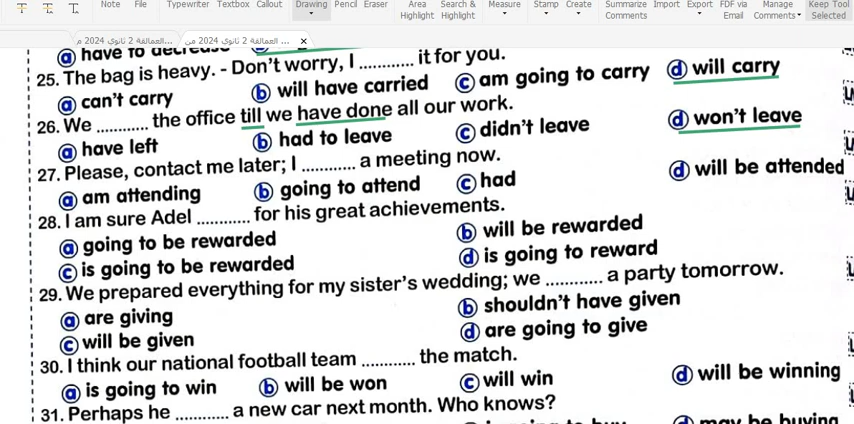 Note File Typewriter Textbox Callout Drawing Pencil Eraser Area Highlight Search & Highlight Measure Stamp Create Summarize Comments Import Export FDF via Email Manage Comments Keep Tool Selected
العمالقة 2 ثانوي 2024 م... العمالقة 2 ثانوي 2024 من ...
ⓐ have to decrease
25. The bag is heavy. - Don't worry, I ............ it for you.
ⓐ can't carry ⓑ will have carried ⓒ am going to carry ⓓ will carry
26. We ............ the office till we have done all our work.
ⓐ have left ⓑ had to leave ⓒ didn't leave ⓓ won't leave
27. Please, contact me later; I ............ a meeting now.
ⓐ am attending ⓑ going to attend ⓒ had ⓓ will be attended
28. I am sure Adel ............ for his great achievements.
ⓐ going to be rewarded ⓑ will be rewarded
ⓒ is going to be rewarded ⓓ is going to reward
29. We prepared everything for my sister's wedding; we ............ a party tomorrow.
ⓐ are giving ⓑ shouldn't have given
ⓒ will be given ⓓ are going to give
30. I think our national football team ............ the match.
ⓐ is going to win ⓑ will be won ⓒ will win ⓓ will be winning
31. Perhaps he ............ a new car next month. Who knows?
ⓓ may be buying